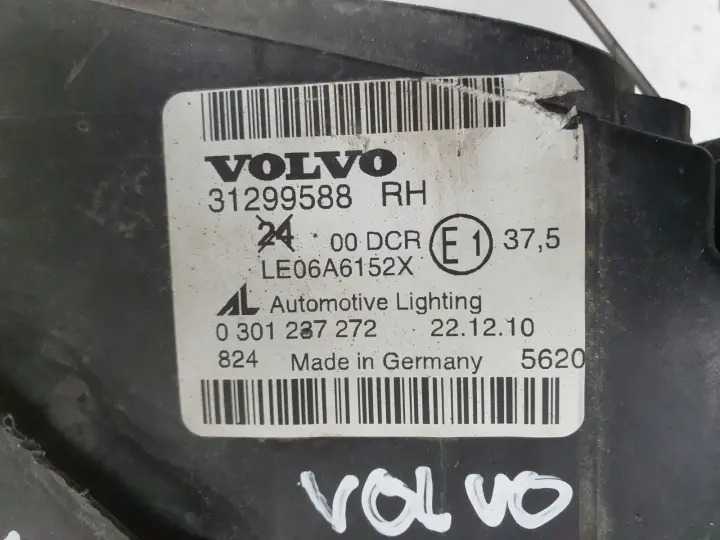 VOLVO
31299588 RH
24 00 DCR E1 37,5
LE06A6152X
AL Automotive Lighting
0 301 237 272 22.12.10
824 Made in Germany 5620
VOLVO